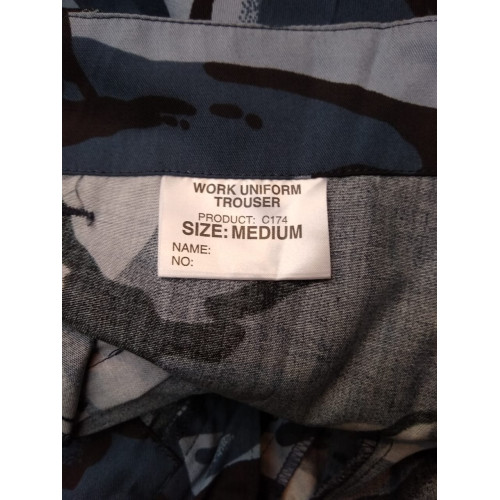 WORK UNIFORM
TROUSER
PRODUCT: C174
SIZE: MEDIUM
NAME:
NO: